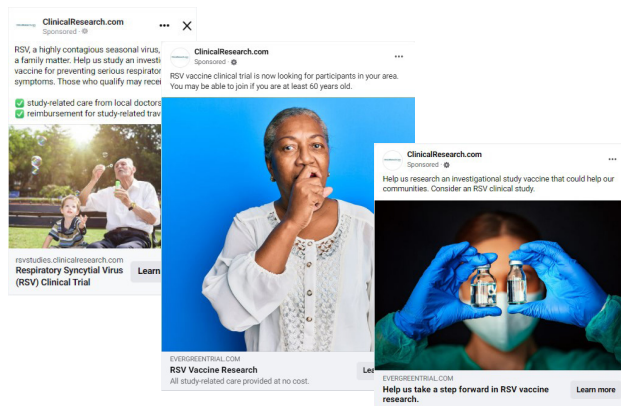 ClinicalResearch.com
Sponsored ·
RSV, a highly contagious seasonal virus,
a family matter. Help us study an investi
vaccine for preventing serious respirator
symptoms. Those who qualify may recei
✅ study-related care from local doctors
✅ reimbursement for study-related trav
rsvstudies.clinicalresearch.com
Respiratory Syncytial Virus
(RSV) Clinical Trial
Learn
ClinicalResearch.com
Sponsored ·
RSV vaccine clinical trial is now looking for participants in your area.
You may be able to join if you are at least 60 years old.
EVERGREENTRIAL.COM
RSV Vaccine Research
All study-related care provided at no cost.
Lea
ClinicalResearch.com
Sponsored ·
Help us research an investigational study vaccine that could help our
communities. Consider an RSV clinical study.
EVERGREENTRIAL.COM
Help us take a step forward in RSV vaccine
research.
Learn more